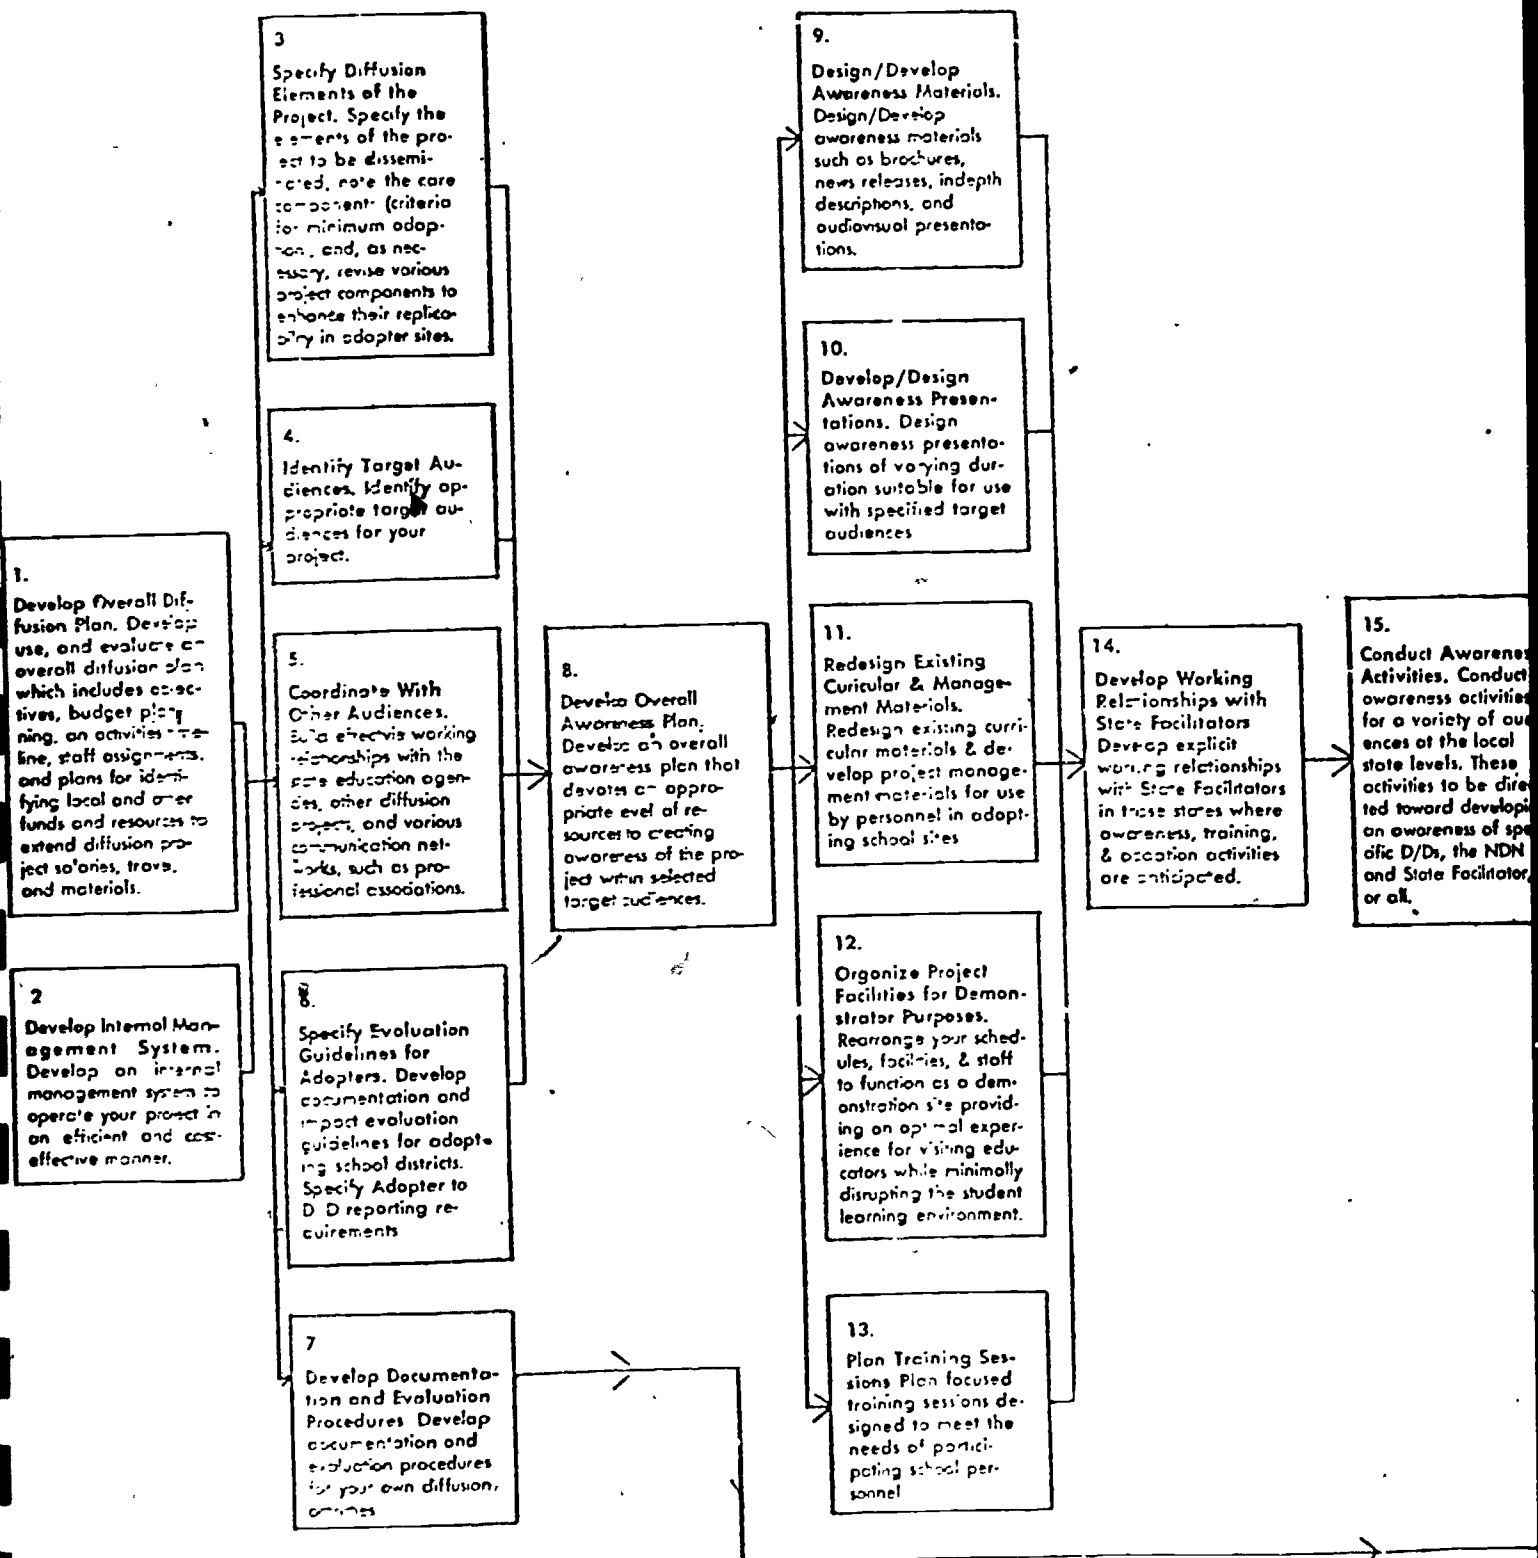 3
Specify Diffusion
Elements of the
Project. Specify the
elements of the pro-
ject to be dissemi-
nated, note the core
components (criteria
for minimum adop-
tion, and, as nec-
essary, revise various
project components to
enhance their replica-
in adopter sites.
4.
Identify Target Au-
diences. Identify ap-
propriate target au-
diences for your
project.
1.
Develop Overall Dif-
fusion Plan. Develop
use, and evaluate an
overall diffusion plan
which includes objec-
tives, budget plan-
ning, an activities time-
line, staff assignments,
and plans for identi-
fying local and other
funds and resources to
extend diffusion pro-
ject salaries, travel,
and materials.
2
Develop Internal Man-
agement System.
Develop an internal
management system to
operate your project in
an efficient and cost-
effective manner.
5.
Coordinate With
Other Audiences.
Build effective working
relationships with the
state education agen-
cies, other diffusion
projects, and various
communication net-
works, such as pro-
fessional associations.
6.
Specify Evaluation
Guidelines for
Adopters. Develop
documentation and
impact evaluation
guidelines for adopt-
ing school districts.
Specify Adopter to
D D reporting re-
quirements
7
Develop Documenta-
tion and Evaluation
Procedures Develop
documentation and
evaluation procedures
for your own diffusion
activities
8.
Develop Overall
Awareness Plan.
Develop an overall
awareness plan that
devotes an appro-
priate level of re-
sources to creating
awareness of the pro-
ject within selected
target audiences.
9.
Design/Develop
Awareness Materials.
Design/Develop
awareness materials
such as brochures,
news releases, indepth
descriptions, and
audiovisual presenta-
tions.
10.
Develop/Design
Awareness Presen-
tations. Design
awareness presenta-
tions of varying dur-
ation suitable for use
with specified target
audiences
11.
Redesign Existing
Curicular & Manage-
ment Materials.
Redesign existing curri-
cular materials & de-
velop project manage-
ment materials for use
by personnel in adopt-
ing school sites
12.
Organize Project
Facilities for Demon-
strator Purposes.
Rearrange your sched-
ules, facilities, & staff
to function as a dem-
onstration site provid-
ing an optimal exper-
ience for visiting edu-
cators while minimally
disrupting the student
learning environment.
13.
Plan Training Ses-
sions Plan focused
training sessions de-
signed to meet the
needs of partici-
pating school per-
sonnel
14.
Develop Working
Relationships with
State Facilitators
Develop explicit
working relationships
with State Facilitators
in those states where
awareness, training,
& adoption activities
are anticipated.
15.
Conduct Awarenes
Activities. Conduct
awareness activities
for a variety of aud
ences at the local
state levels. These
activities to be direc
ted toward developi
an awareness of spe
cific D/Ds, the NDN
and State Facilitator,
or all.